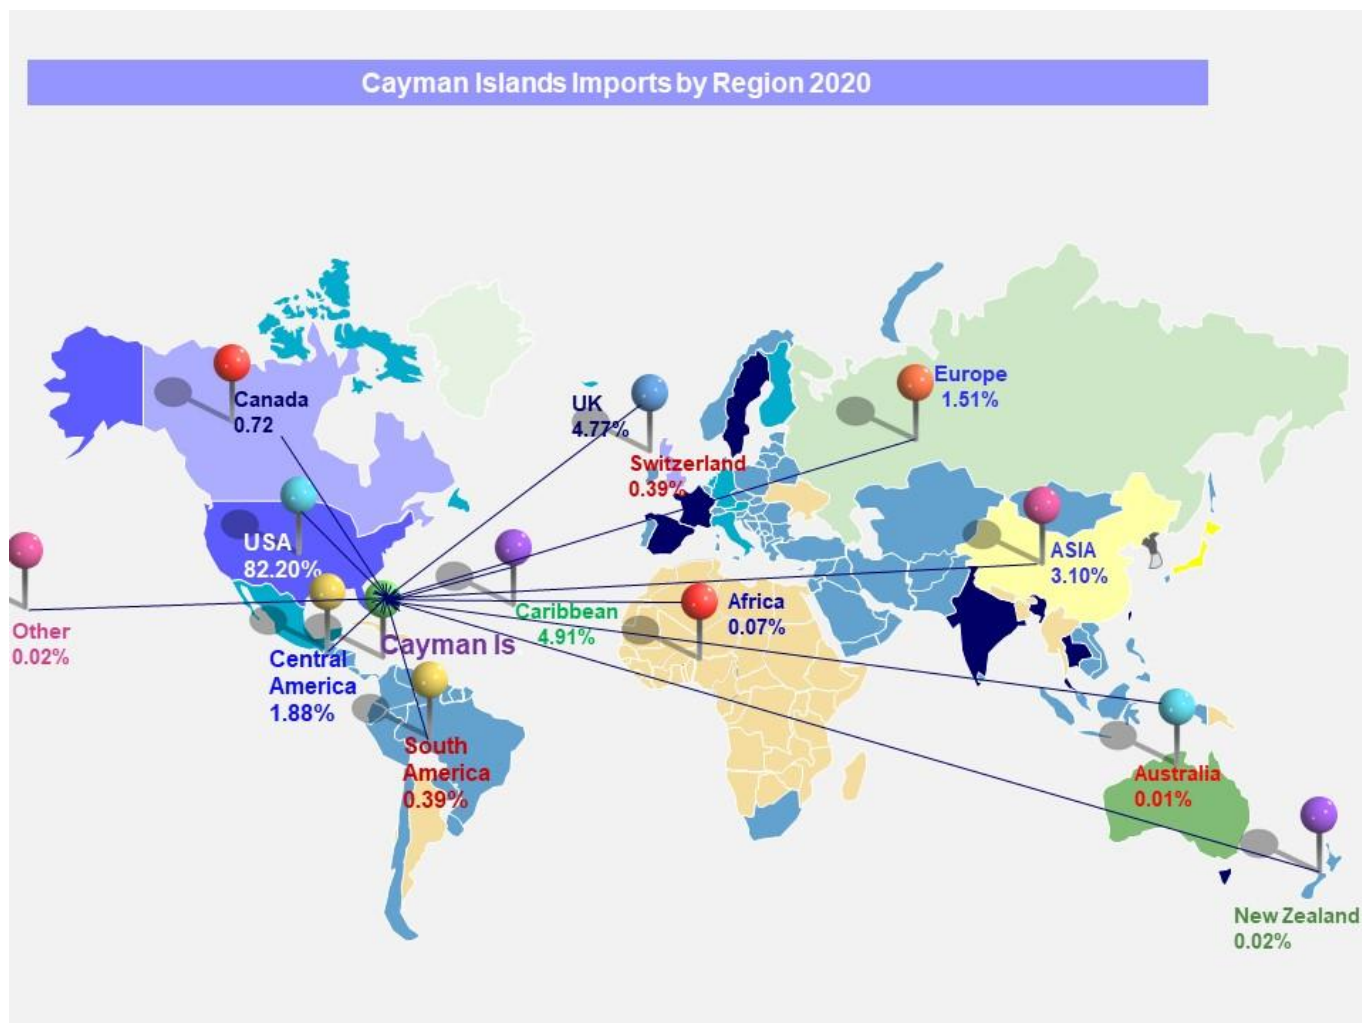 Cayman Islands Imports by Region 2020
Canada
0.72
UK
4.77%
Europe
1.51%
Switzerland
0.39%
USA
82.20%
ASIA
3.10%
Other
0.02%
Caribbean
4.91%
Africa
0.07%
Cayman Is
Central
America
1.88%
South
America
0.39%
Australia
0.01%
New Zealand
0.02%